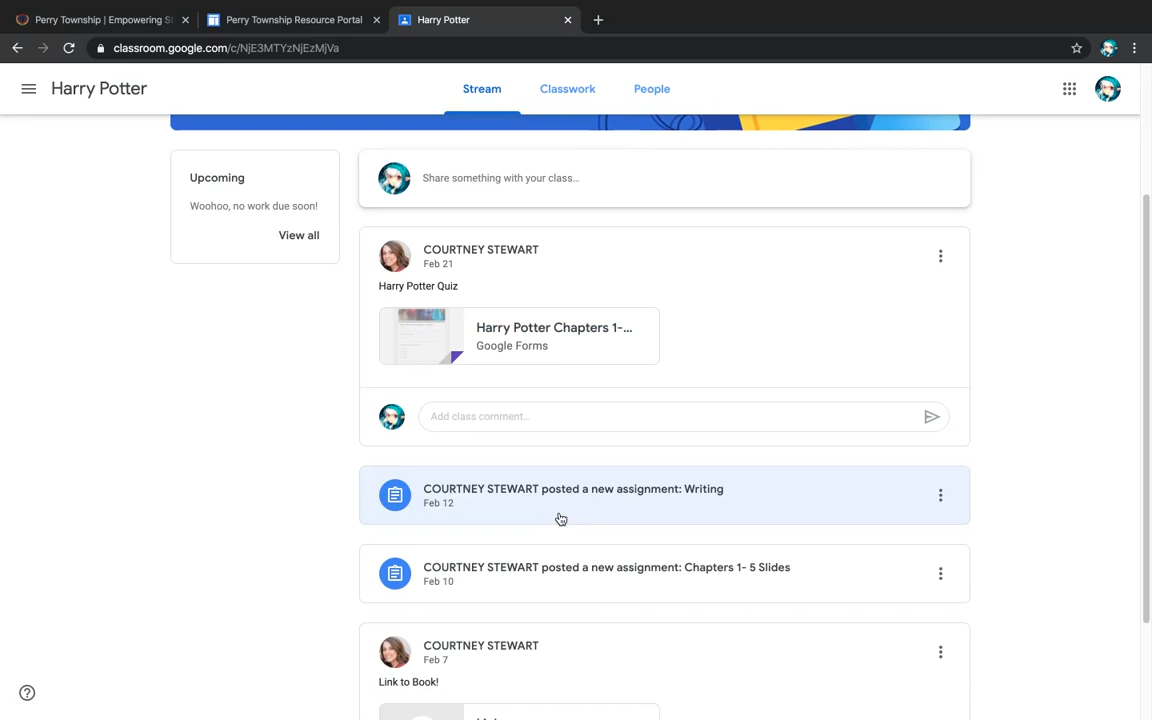 Perry Township | Empowering St
Perry Township Resource Portal
Harry Potter
classroom.google.com/c/NjE3MTYzNjEzMjVa
Harry Potter
Stream
Classwork
People
Upcoming
Woohoo, no work due soon!
View all
Share something with your class...
COURTNEY STEWART
Feb 21
Harry Potter Quiz
Harry Potter Chapters 1-...
Google Forms
Add class comment...
COURTNEY STEWART posted a new assignment: Writing
Feb 12
COURTNEY STEWART posted a new assignment: Chapters 1- 5 Slides
Feb 10
COURTNEY STEWART
Feb 7
Link to Book!